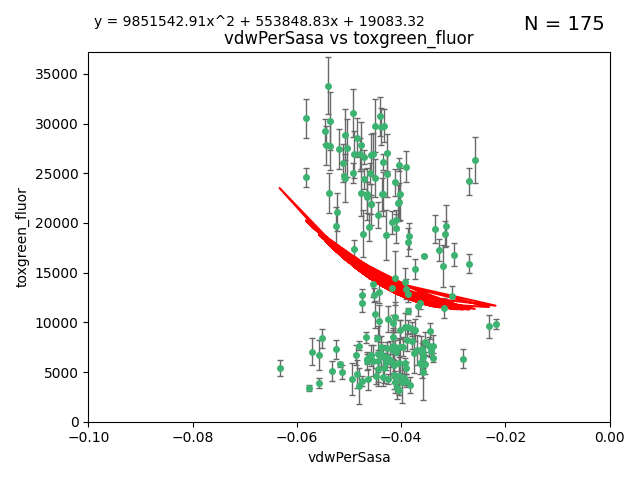 y = 9851542.91x^2 + 553848.83x + 19083.32
N = 175
vdwPerSasa vs toxgreen_fluor
toxgreen_fluor
35000
30000
25000
20000
15000
10000
5000
0
−0.10
−0.08
−0.06
−0.04
−0.02
0.00
vdwPerSasa